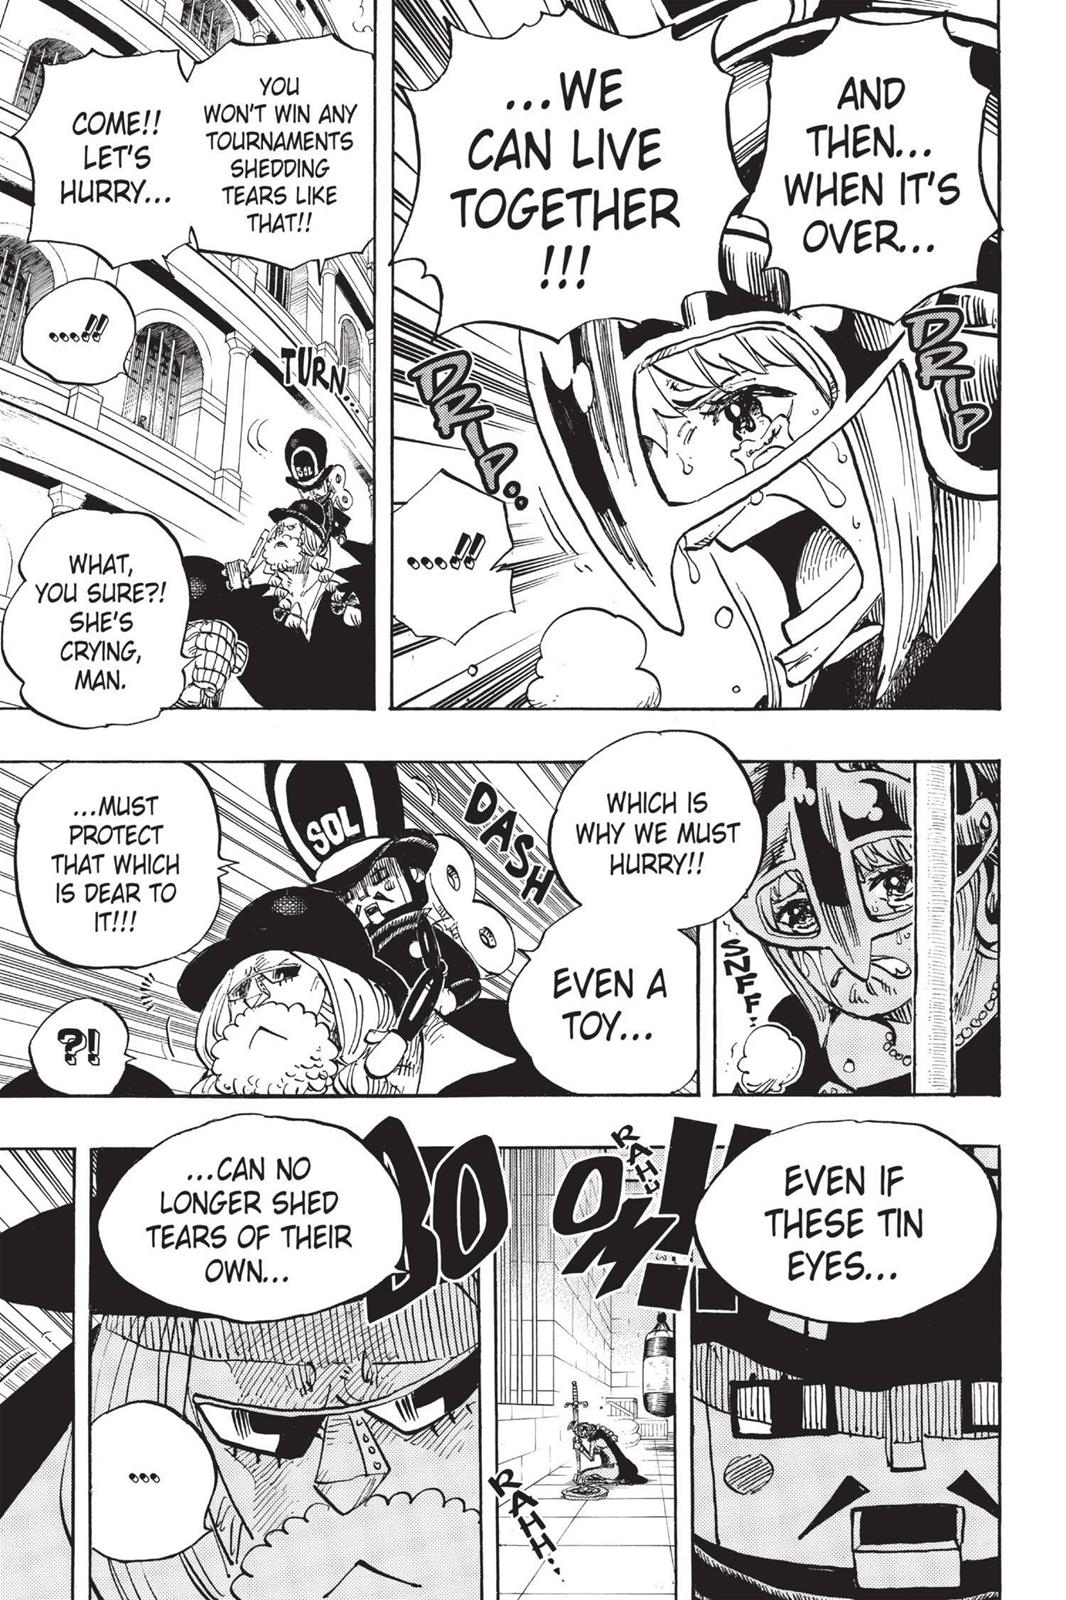 AND
THEN...
WHEN IT'S
OVER...
...WE
CAN LIVE
TOGETHER
!!!
DRIP
DRIP...
...!!
YOU
WON'T WIN ANY
TOURNAMENTS
SHEDDING
TEARS LIKE
THAT!!
COME!!
LET'S
HURRY...
....!!
TURN...
SOL
WHAT,
YOU SURE?!
SHE'S
CRYING,
MAN.
SNFF.
WHICH IS
WHY WE MUST
HURRY!!
EVEN A
TOY...
DASH
SOL
...MUST
PROTECT
THAT WHICH
IS DEAR TO
IT!!!
?!
EVEN IF
THESE TIN
EYES...
BOOM!!
RAHH
RAHH!
...CAN NO
LONGER SHED
TEARS OF THEIR
OWN...
...